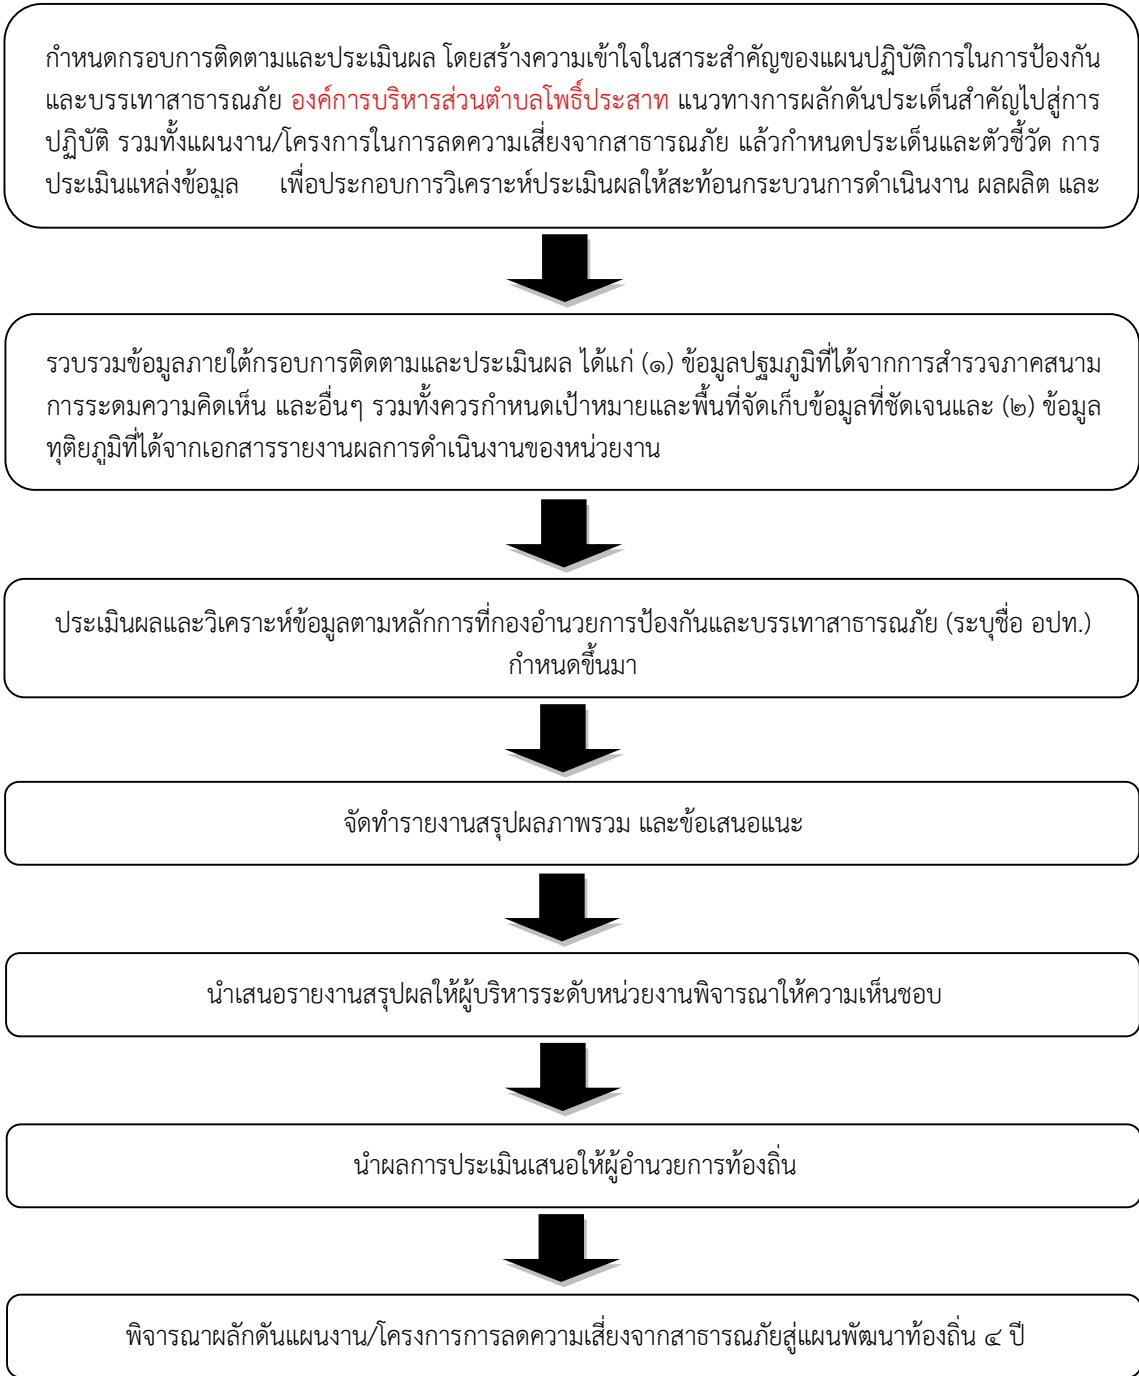 กำหนดกรอบการติดตามและประเมินผล โดยสร้างความเข้าใจในสาระสำคัญของแผนปฏิบัติการในการป้องกัน
และบรรเทาสาธารณภัย องค์การบริหารส่วนตำบลโพธิ์ประสาท แนวทางการผลักดันประเด็นสำคัญไปสู่การ
ปฏิบัติ รวมทั้งแผนงาน/โครงการในการลดความเสี่ยงจากสาธารณภัย แล้วกำหนดประเด็นและตัวชี้วัด การ
ประเมินแหล่งข้อมูล เพื่อประกอบการวิเคราะห์ประเมินผลให้สะท้อนกระบวนการดำเนินงาน ผลผลิต และ
รวบรวมข้อมูลภายใต้กรอบการติดตามและประเมินผล ได้แก่ (๑) ข้อมูลปฐมภูมิที่ได้จากการสำรวจภาคสนาม
การระดมความคิดเห็น และอื่นๆ รวมทั้งควรกำหนดเป้าหมายและพื้นที่จัดเก็บข้อมูลที่ชัดเจนและ (๒) ข้อมูล
ทุติยภูมิที่ได้จากเอกสารรายงานผลการดำเนินงานของหน่วยงาน
ประเมินผลและวิเคราะห์ข้อมูลตามหลักการที่กองอำนวยการป้องกันและบรรเทาสาธารณภัย (ระบุชื่อ อปท.)
กำหนดขึ้นมา
จัดทำรายงานสรุปผลภาพรวม และข้อเสนอแนะ
นำเสนอรายงานสรุปผลให้ผู้บริหารระดับหน่วยงานพิจารณาให้ความเห็นชอบ
นำผลการประเมินเสนอให้ผู้อำนวยการท้องถิ่น
พิจารณาผลักดันแผนงาน/โครงการการลดความเสี่ยงจากสาธารณภัยสู่แผนพัฒนาท้องถิ่น ๔ ปี